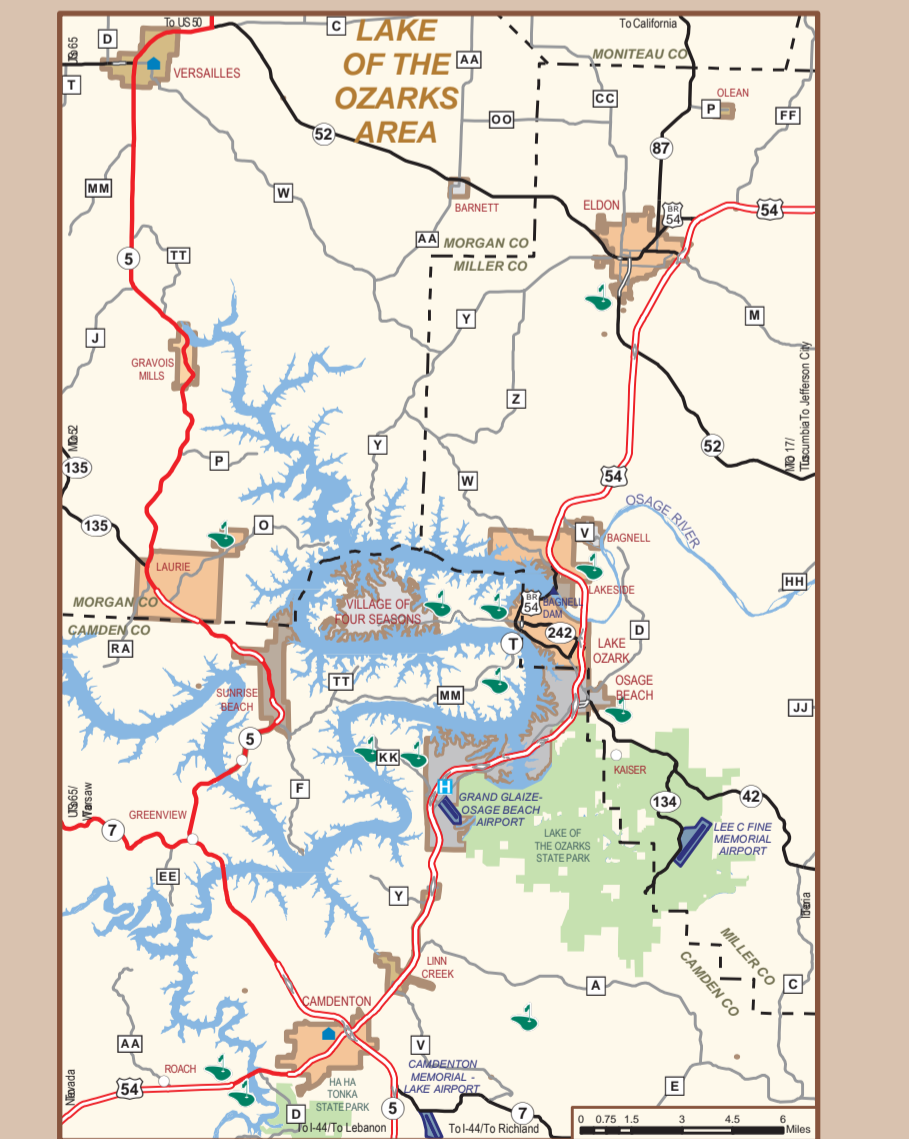 To US 50
C
To California
D
LAKE
OF THE
OZARKS
AREA
AA
MONITEAU CO
VERSAILLES
T
OLEAN
CC
P
FF
OO
52
87
MM
W
BARNETT
ELDON
BR
54
54
AA
MORGAN CO
MILLER CO
TT
5
Y
M
J
GRAVOIS
MILLS
To Jefferson City
Z
Y
52
P
135
W
54
OSAGE RIVER
135
O
V
BAGNELL
LAURIE
LAKESIDE
HH
MORGAN CO
CAMDEN CO
VILLAGE OF
FOUR SEASONS
BR
54
BAGNELL
DAM
242
D
RA
T
LAKE
OZARK
TT
MM
OSAGE
BEACH
SUNRISE
BEACH
JJ
5
KK
KAISER
F
H
GRAND GLAIZE-
OSAGE BEACH
AIRPORT
134
42
GREENVIEW
7
LAKE OF
THE OZARKS
STATE PARK
LEE C FINE
MEMORIAL
AIRPORT
EE
Y
MILLER CO
CAMDEN CO
LINN
CREEK
A
C
CAMDENTON
AA
V
ROACH
CAMDENTON
MEMORIAL -
LAKE AIRPORT
54
HA HA
TONKA
STATE PARK
E
D
5
7
To I-44/To Lebanon
To I-44/To Richland
0 0.75 1.5 3 4.5 6
Miles